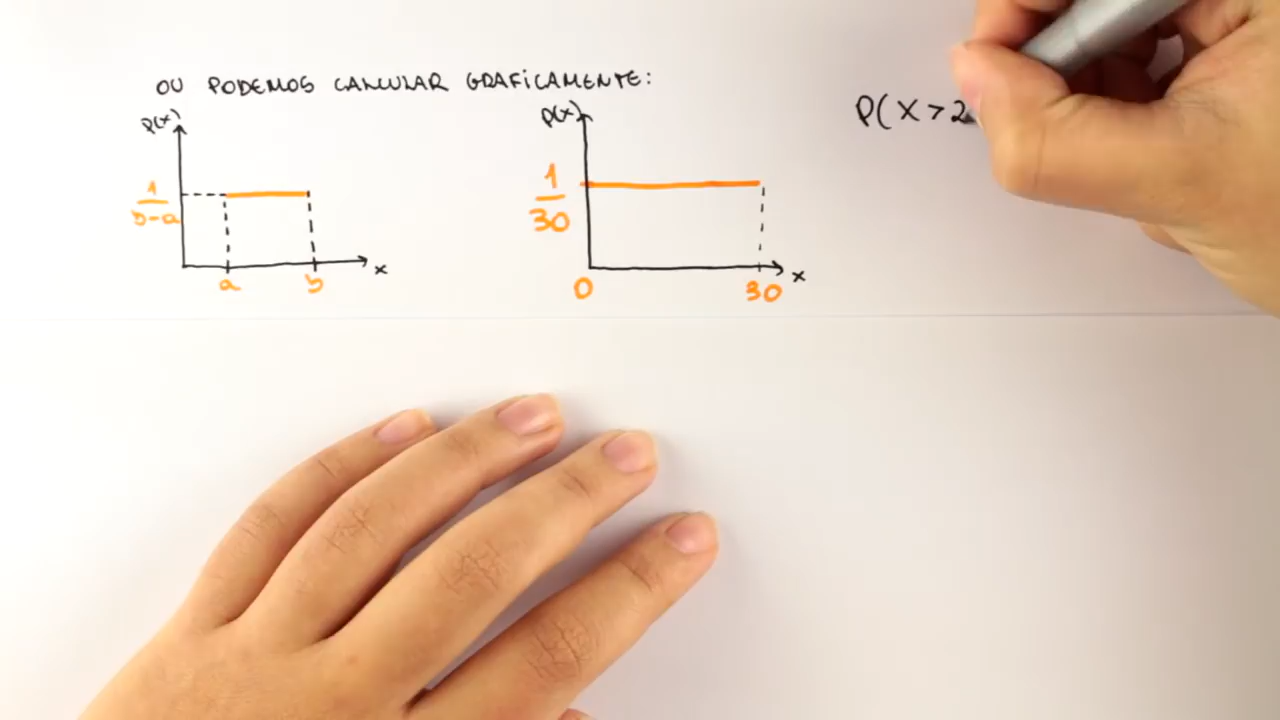 OU PODEMOS CALCULAR GRAFICAMENTE:
P(x)
1
b-a
a
b
x
P(x)
1
30
0
30
x
P(X>2